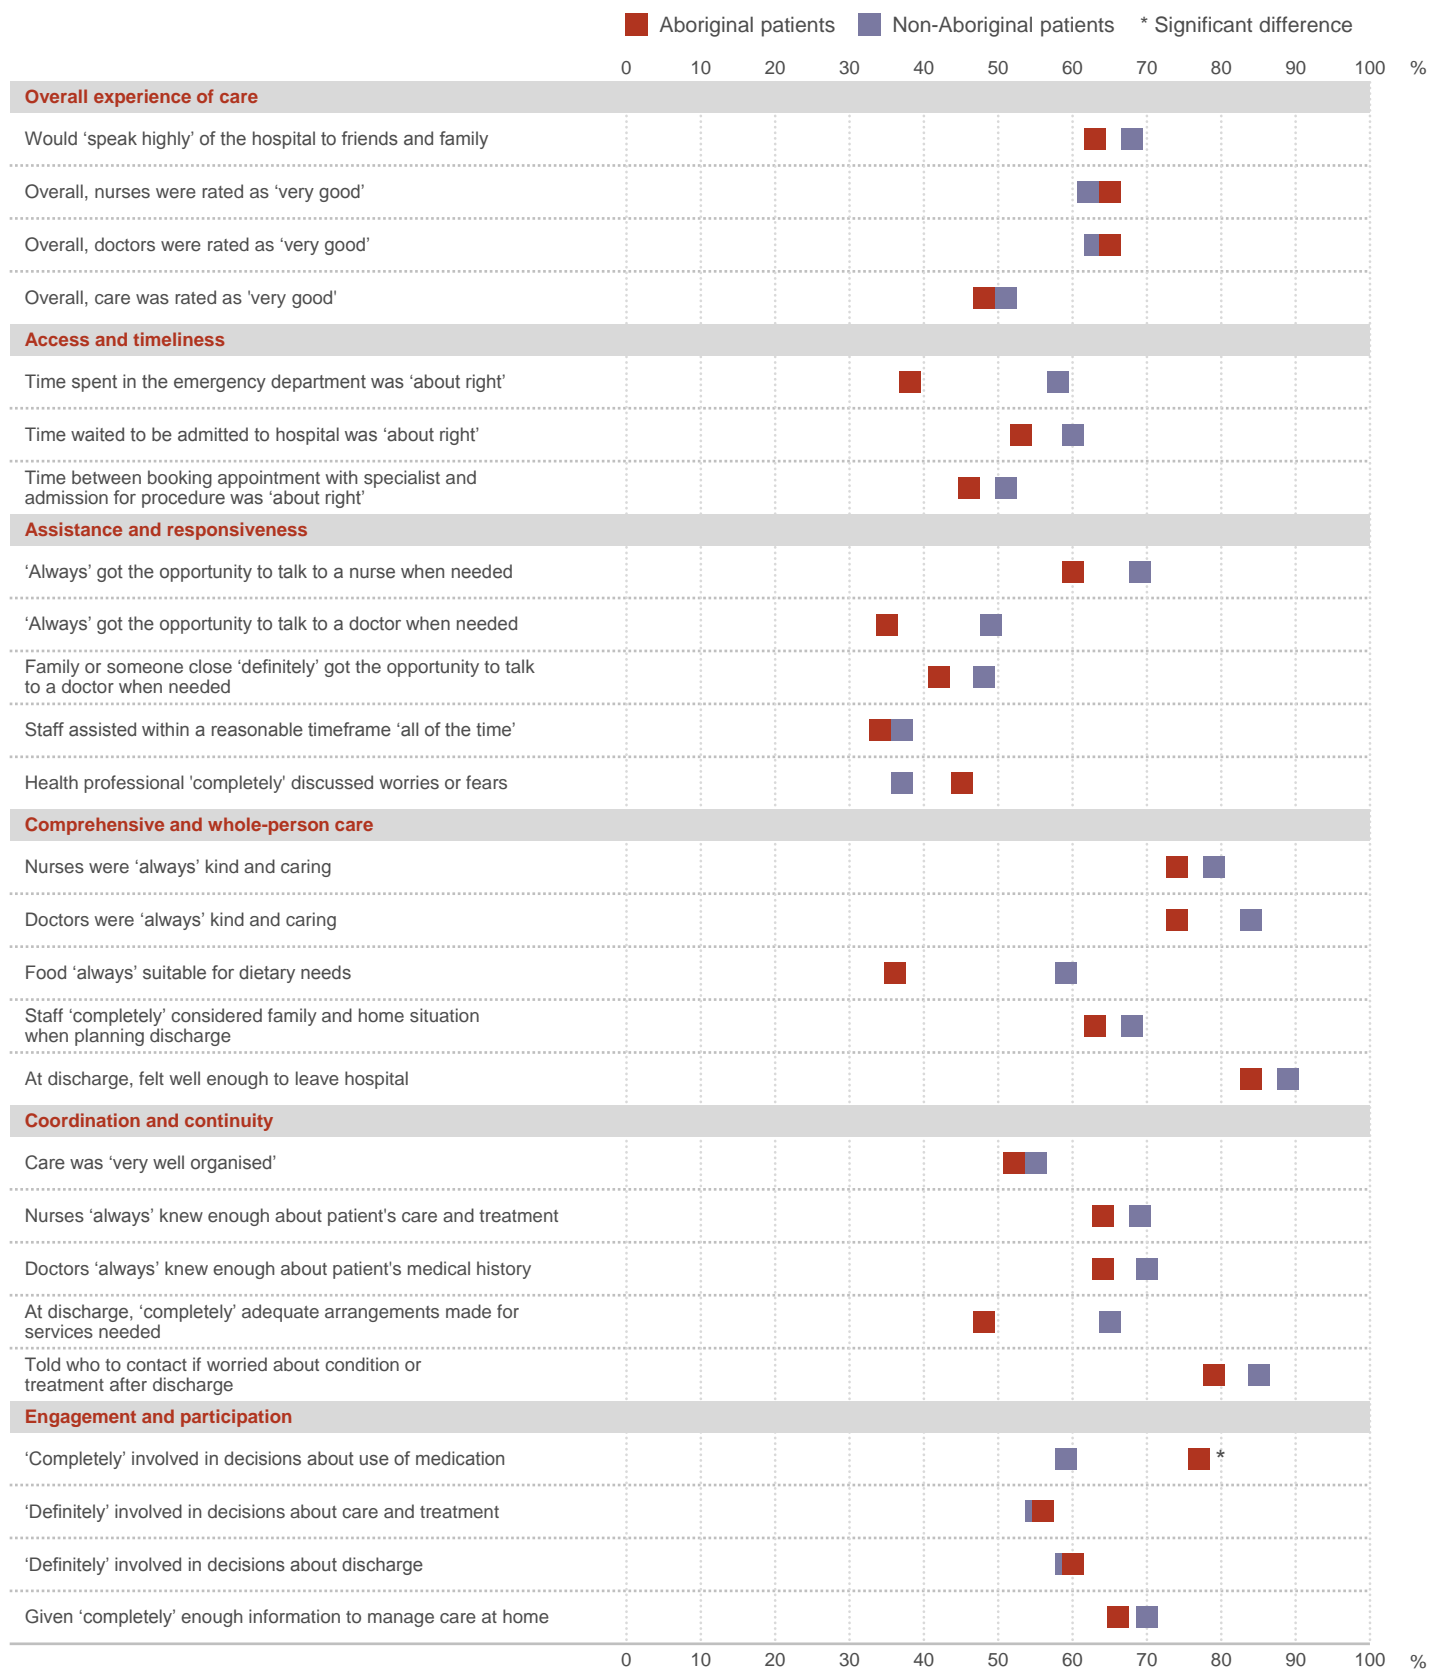 Aboriginal patients Non-Aboriginal patients * Significant difference
0 10 20 30 40 50 60 70 80 90 100 %
Overall experience of care
Would ‘speak highly’ of the hospital to friends and family
Overall, nurses were rated as ‘very good’
Overall, doctors were rated as ‘very good’
Overall, care was rated as 'very good'
Access and timeliness
Time spent in the emergency department was ‘about right’
Time waited to be admitted to hospital was ‘about right’
Time between booking appointment with specialist and
admission for procedure was ‘about right’
Assistance and responsiveness
‘Always’ got the opportunity to talk to a nurse when needed
‘Always’ got the opportunity to talk to a doctor when needed
Family or someone close ‘definitely’ got the opportunity to talk
to a doctor when needed
Staff assisted within a reasonable timeframe ‘all of the time’
Health professional 'completely' discussed worries or fears
Comprehensive and whole-person care
Nurses were ‘always’ kind and caring
Doctors were ‘always’ kind and caring
Food ‘always’ suitable for dietary needs
Staff ‘completely’ considered family and home situation
when planning discharge
At discharge, felt well enough to leave hospital
Coordination and continuity
Care was ‘very well organised’
Nurses ‘always’ knew enough about patient's care and treatment
Doctors ‘always’ knew enough about patient's medical history
At discharge, ‘completely’ adequate arrangements made for
services needed
Told who to contact if worried about condition or
treatment after discharge
Engagement and participation
‘Completely’ involved in decisions about use of medication *
‘Definitely’ involved in decisions about care and treatment
‘Definitely’ involved in decisions about discharge
Given ‘completely’ enough information to manage care at home
0 10 20 30 40 50 60 70 80 90 100 %